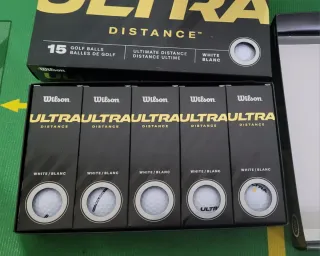 ULTRA
DISTANCE™
15 GOLF BALLS
BALLES DE GOLF
ULTIMATE DISTANCE
DISTANCE ULTIME
WHITE
BLANC
Wilson Wilson Wilson Wilson Wilson
ULTRA ULTRA ULTRA ULTRA ULTRA
DISTANCE DISTANCE DISTANCE DISTANCE DISTANCE
WHITE/BLANC WHITE/BLANC WHITE/BLANC WHITE/BLANC WHITE/BLANC
ULTR